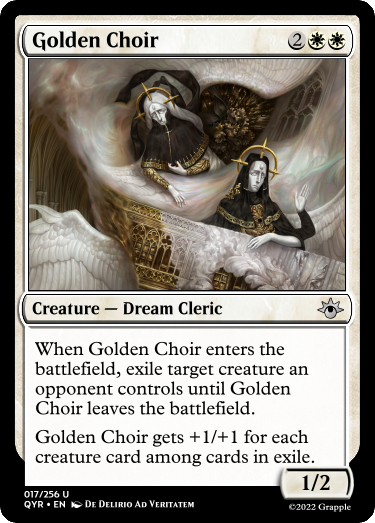 Golden Choir 2
Creature — Dream Cleric
When Golden Choir enters the
battlefield, exile target creature an
opponent controls until Golden
Choir leaves the battlefield.
Golden Choir gets +1/+1 for each
creature card among cards in exile.
1/2
017/256 U
QYR • EN De Delirio Ad Veritatem
©2022 Grapple